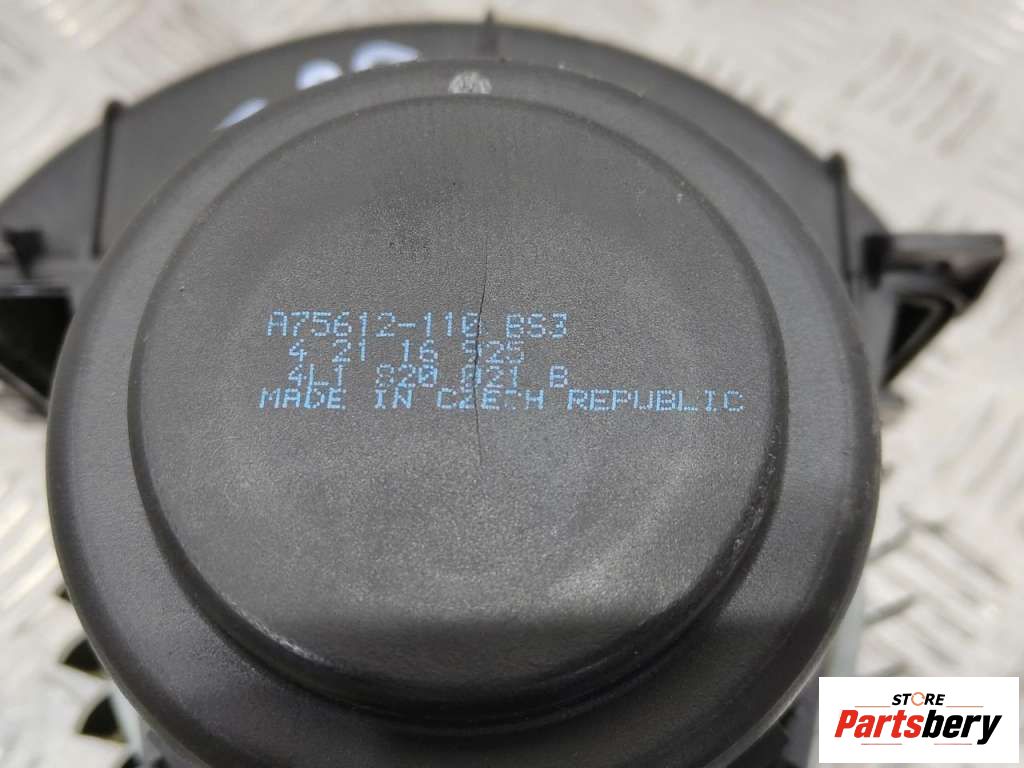 A75612-110 BS3
4 21 16 525
4L1 820 021 B
MADE IN CZECH REPUBLIC
STORE
Partsbery